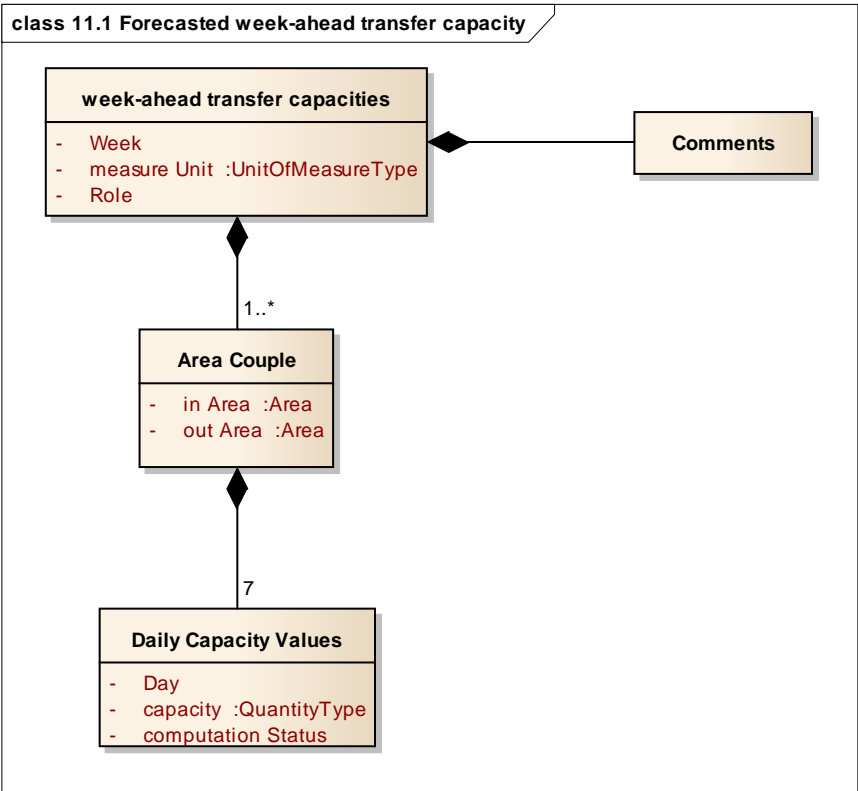 class 11.1 Forecasted week-ahead transfer capacity
week-ahead transfer capacities
- Week
- measure Unit :UnitOfMeasureType
- Role
Comments
1..*
Area Couple
- in Area :Area
- out Area :Area
7
Daily Capacity Values
- Day
- capacity :QuantityType
- computation Status